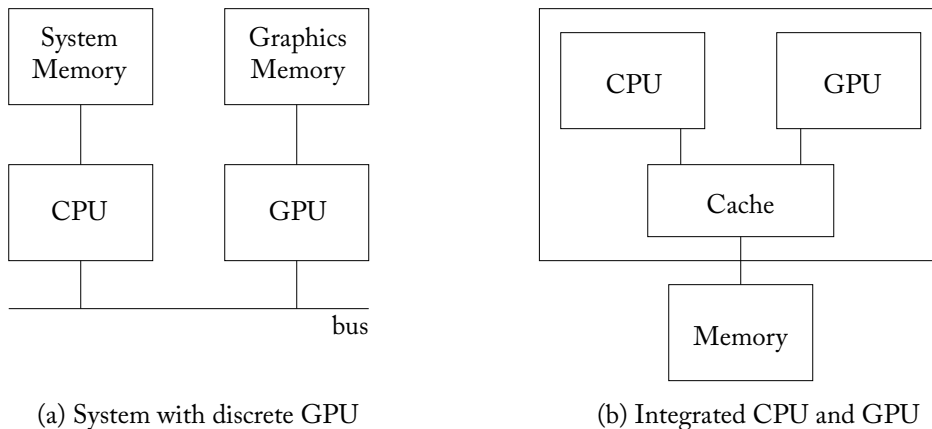 System
Memory
Graphics
Memory
CPU
GPU
bus
(a) System with discrete GPU
CPU
GPU
Cache
Memory
(b) Integrated CPU and GPU